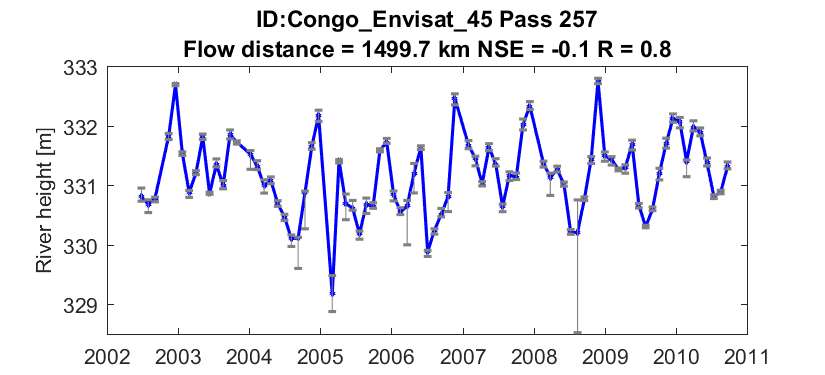 ID:Congo_Envisat_45 Pass 257
Flow distance = 1499.7 km NSE = -0.1 R = 0.8
River height [m]
333
332
331
330
329
2002 2003 2004 2005 2006 2007 2008 2009 2010 2011